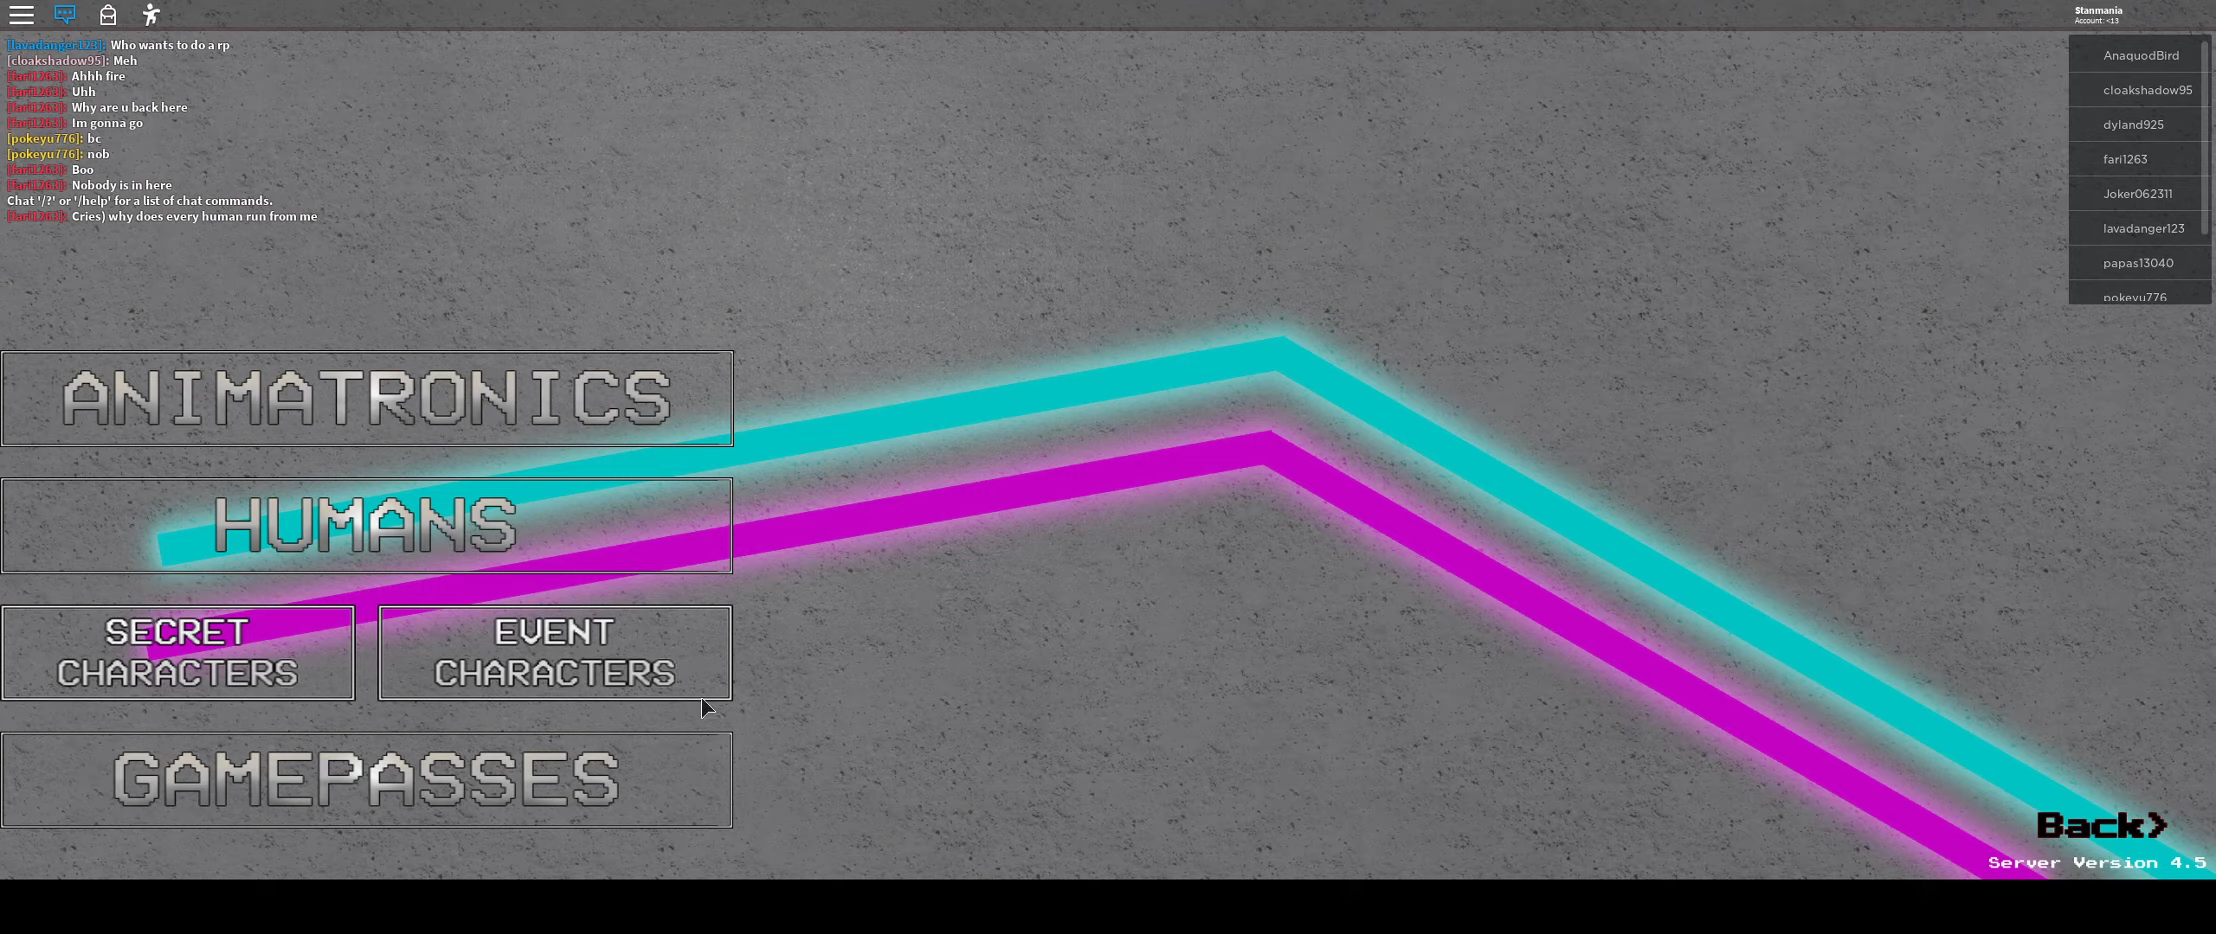 Stanmania
Account: <13
[lavadanger123]: Who wants to do a rp
[cloakshadow95]: Meh
[fari1263]: Ahhh fire
[fari1263]: Uhh
[fari1263]: Why are u back here
[fari1263]: Im gonna go
[pokeyu776]: bc
[pokeyu776]: nob
[fari1263]: Boo
[fari1263]: Nobody is in here
Chat '/?' or '/help' for a list of chat commands.
[fari1263]: Cries) why does every human run from me
AnaquodBird
cloakshadow95
dyland925
fari1263
Joker062311
lavadanger123
papas13040
pokeyu776
ANIMATRONICS
HUMANS
SECRET
CHARACTERS
EVENT
CHARACTERS
GAMEPASSES
Back>
Server Version 4.5